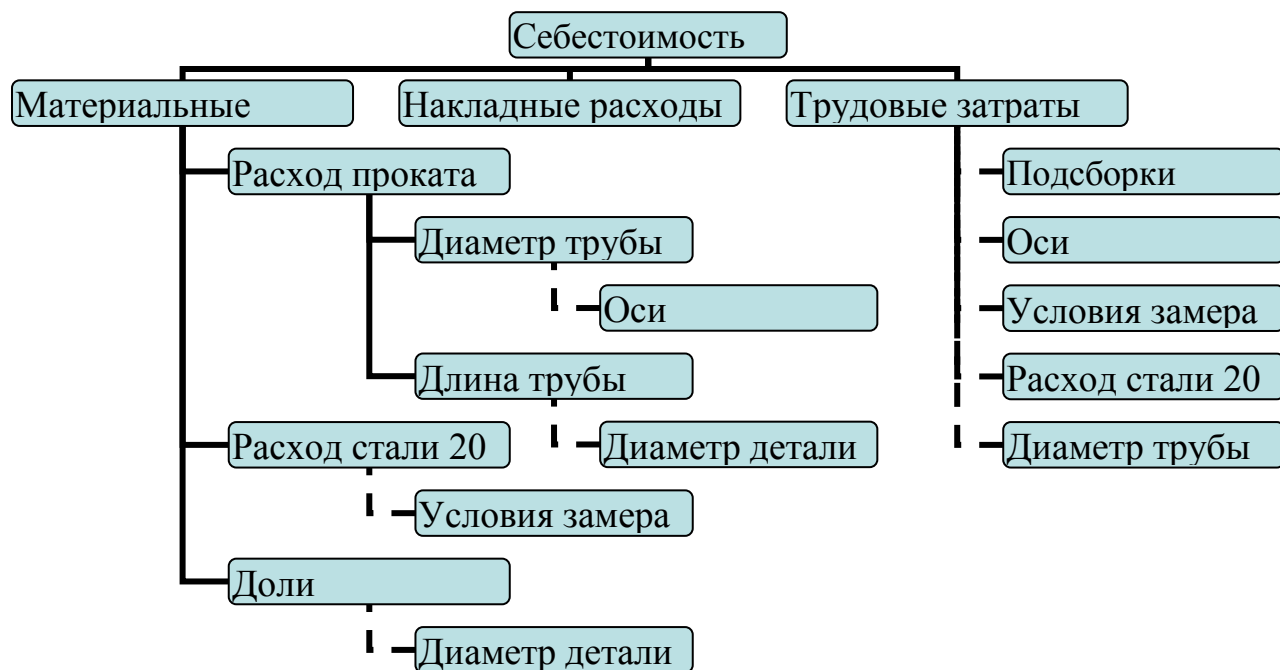 Себестоимость
Материальные
Накладные расходы
Трудовые затраты
Расход проката
Подсборки
Диаметр трубы
Оси
Оси
Условия замера
Длина трубы
Расход стали 20
Расход стали 20
Диаметр детали
Диаметр трубы
Условия замера
Доли
Диаметр детали